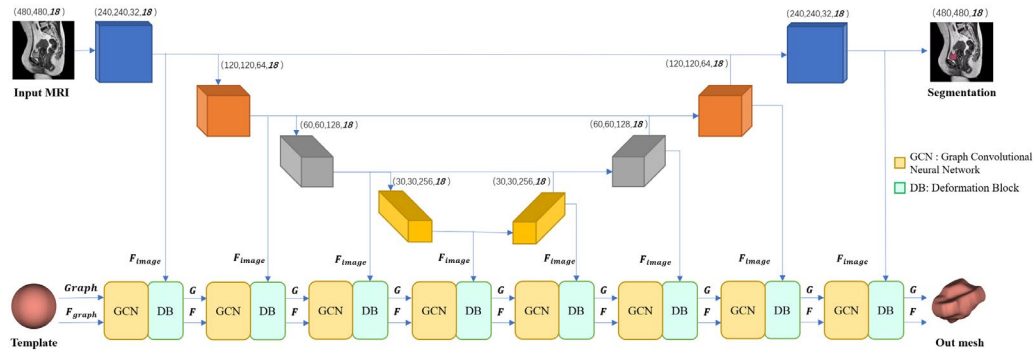 (480,480,18)
(240,240,32,18)
(240,240,32,18)
(480,480,18)
Input MRI
(120,120,64,18)
(120,120,64,18)
Segmentation
(60,60,128,18)
(60,60,128,18)
GCN : Graph Convolutional
Neural Network
DB: Deformation Block
(30,30,256,18)
(30,30,256,18)
F_image F_image F_image F_image F_image F_image F_image F_image
Graph G G G G G G G G
GCN DB GCN DB GCN DB GCN DB GCN DB GCN DB GCN DB GCN DB
F_graph F F F F F F F F
Template
Out mesh